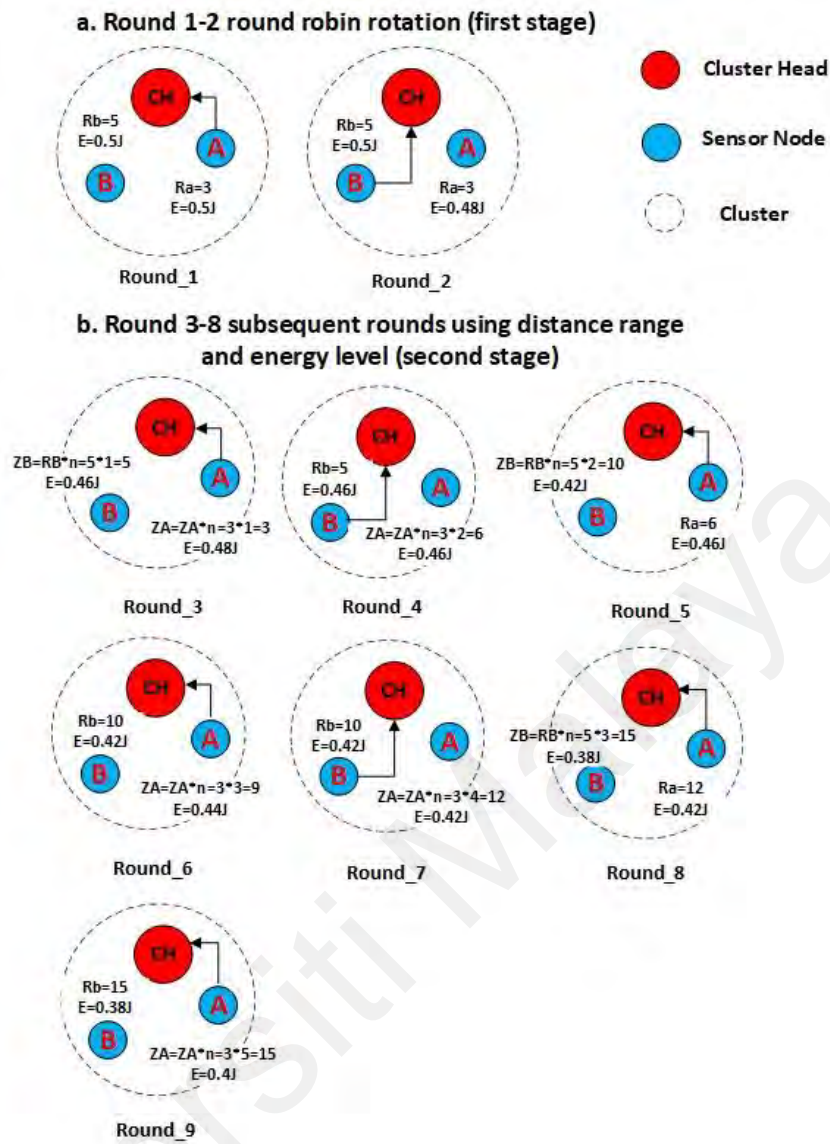 a. Round 1-2 round robin rotation (first stage)
CH
Rb=5
E=0.5J
A
B
Ra=3
E=0.5J
Round_1
CH
Rb=5
E=0.5J
A
B
Ra=3
E=0.48J
Round_2
Cluster Head
Sensor Node
Cluster
b. Round 3-8 subsequent rounds using distance range
and energy level (second stage)
CH
ZB=RB*n=5*1=5
E=0.46J
A
B
ZA=ZA*n=3*1=3
E=0.48J
Round_3
CH
Rb=5
E=0.46J
A
B
ZA=ZA*n=3*2=6
E=0.46J
Round_4
CH
ZB=RB*n=5*2=10
E=0.42J
A
B
Ra=6
E=0.46J
Round_5
CH
Rb=10
E=0.42J
A
B
ZA=ZA*n=3*3=9
E=0.44J
Round_6
CH
Rb=10
E=0.42J
A
B
ZA=ZA*n=3*4=12
E=0.42J
Round_7
CH
ZB=RB*n=5*3=15
E=0.38J
A
B
Ra=12
E=0.42J
Round_8
CH
Rb=15
E=0.38J
A
B
ZA=ZA*n=3*5=15
E=0.4J
Round_9
rsiti Malaya